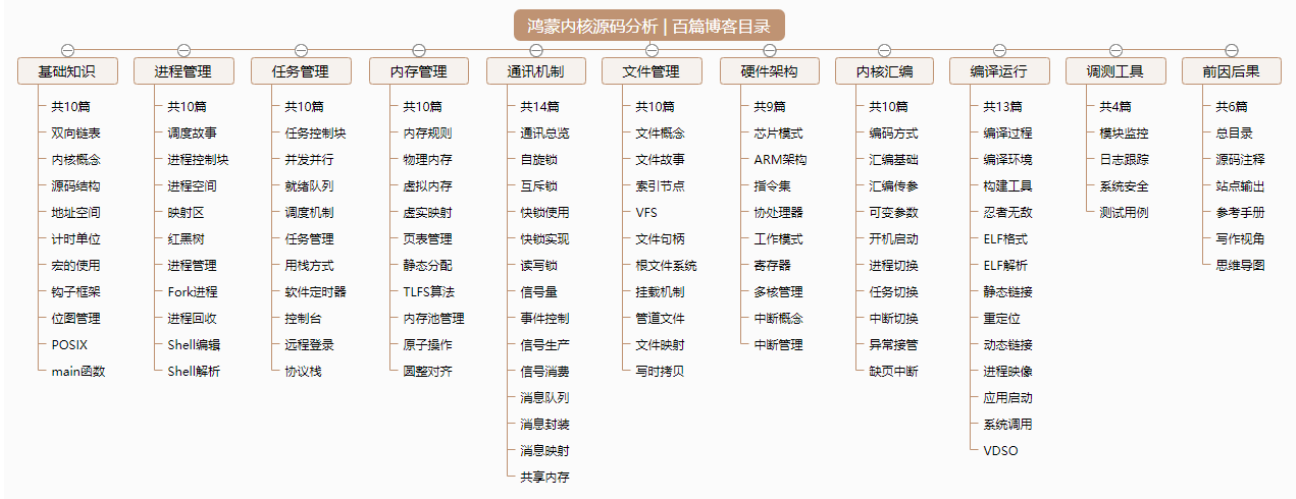 鸿蒙内核源码分析 | 百篇博客目录
基础知识
共10篇
双向链表
内核概念
源码结构
地址空间
计时单位
宏的使用
钩子框架
位图管理
POSIX
main函数
进程管理
共10篇
调度故事
进程控制块
进程空间
映射区
红黑树
进程管理
Fork进程
进程回收
Shell编辑
Shell解析
任务管理
共10篇
任务控制块
并发并行
就绪队列
调度机制
任务管理
用栈方式
软件定时器
控制台
远程登录
协议栈
内存管理
共10篇
内存规则
物理内存
虚拟内存
虚实映射
页表管理
静态分配
TLFS算法
内存池管理
原子操作
圆整对齐
通讯机制
共14篇
通讯总览
自旋锁
互斥锁
快锁使用
快锁实现
读写锁
信号量
事件控制
信号生产
信号消费
消息队列
消息封装
消息映射
共享内存
文件管理
共10篇
文件概念
文件故事
索引节点
VFS
文件句柄
根文件系统
挂载机制
管道文件
文件映射
写时拷贝
硬件架构
共9篇
芯片模式
ARM架构
指令集
协处理器
工作模式
寄存器
多核管理
中断概念
中断管理
内核汇编
共10篇
编码方式
汇编基础
汇编传参
可变参数
开机启动
进程切换
任务切换
中断切换
异常接管
缺页中断
编译运行
共13篇
编译过程
编译环境
构建工具
忍者无敌
ELF格式
ELF解析
静态链接
重定位
动态链接
进程映像
应用启动
系统调用
VDSO
调测工具
共4篇
模块监控
日志跟踪
系统安全
测试用例
前因后果
共6篇
总目录
源码注释
站点输出
参考手册
写作视角
思维导图